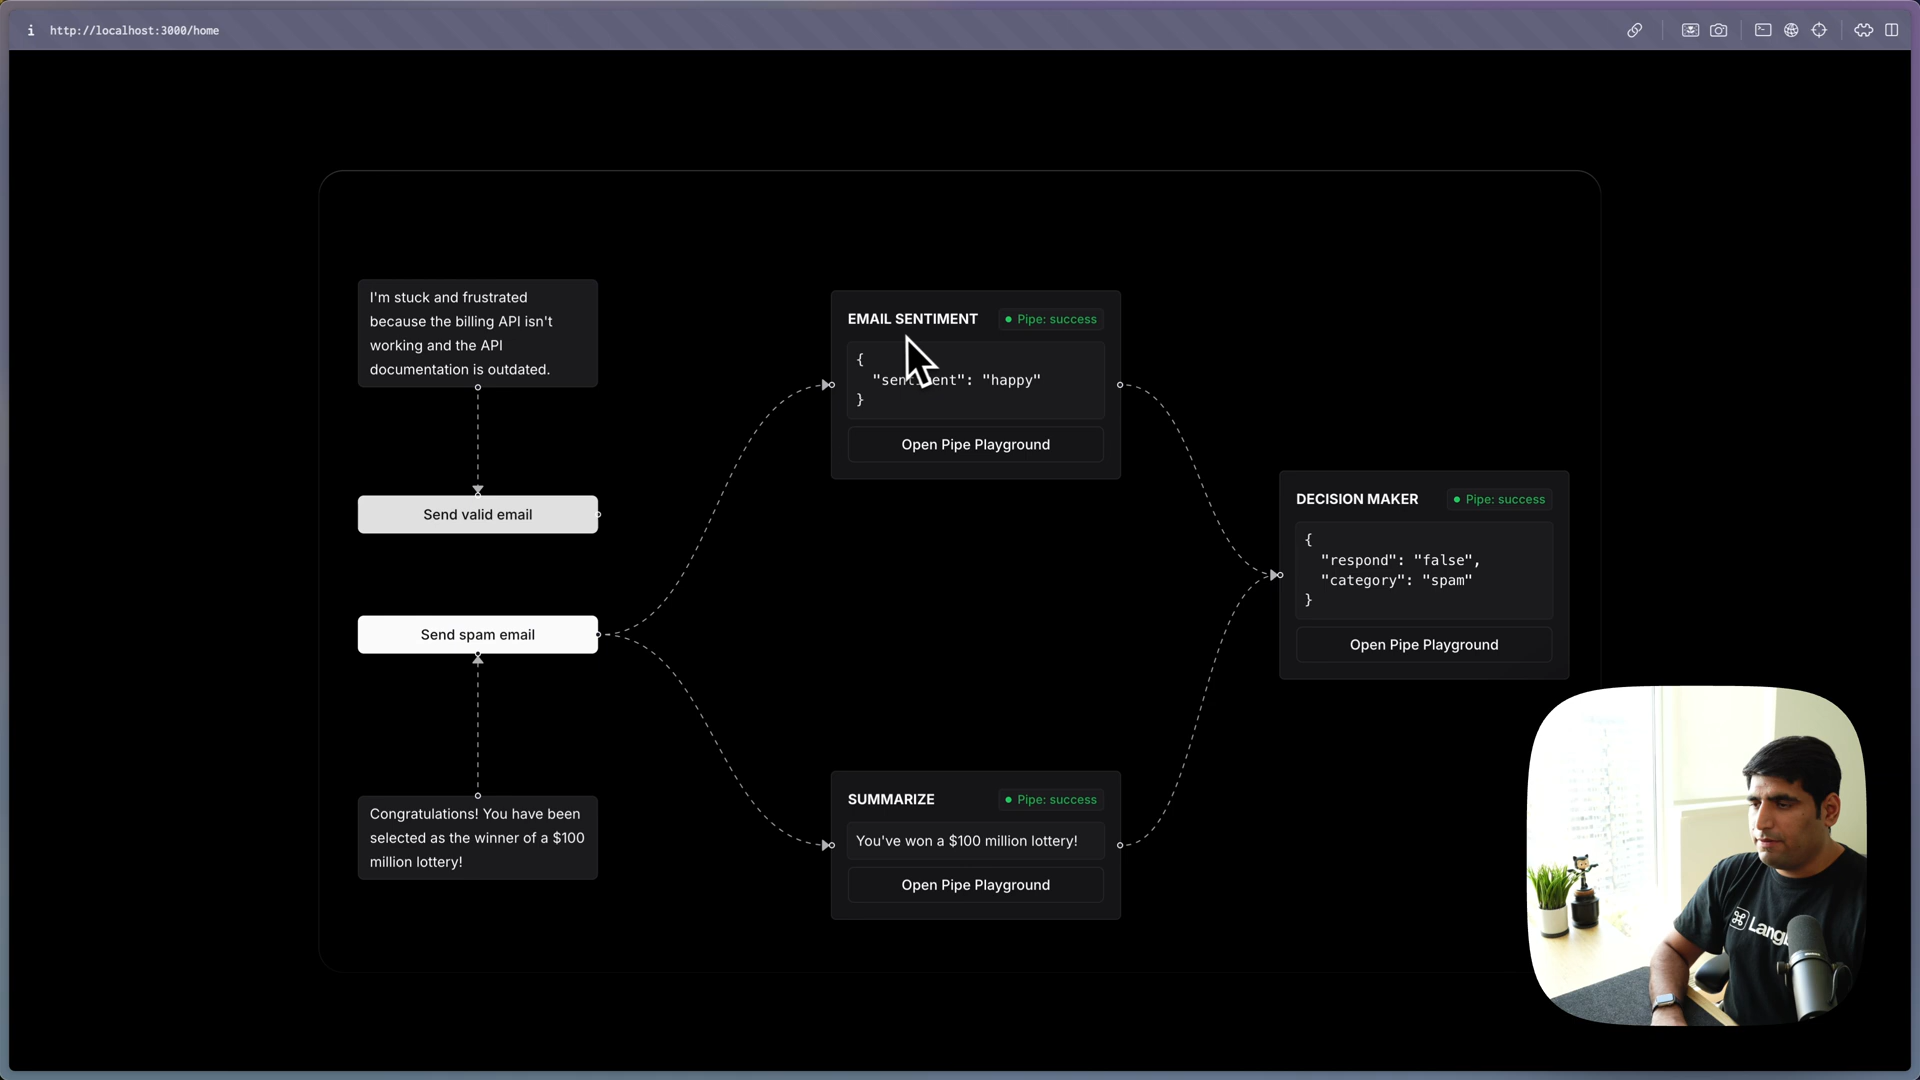 i http://localhost:3000/home
I'm stuck and frustrated
because the billing API isn't
working and the API
documentation is outdated.
Send valid email
Send spam email
Congratulations! You have been
selected as the winner of a $100
million lottery!
EMAIL SENTIMENT
Pipe: success
{
"sentiment": "happy"
}
Open Pipe Playground
SUMMARIZE
Pipe: success
You've won a $100 million lottery!
Open Pipe Playground
DECISION MAKER
Pipe: success
{
"respond": "false",
"category": "spam"
}
Open Pipe Playground
Lang